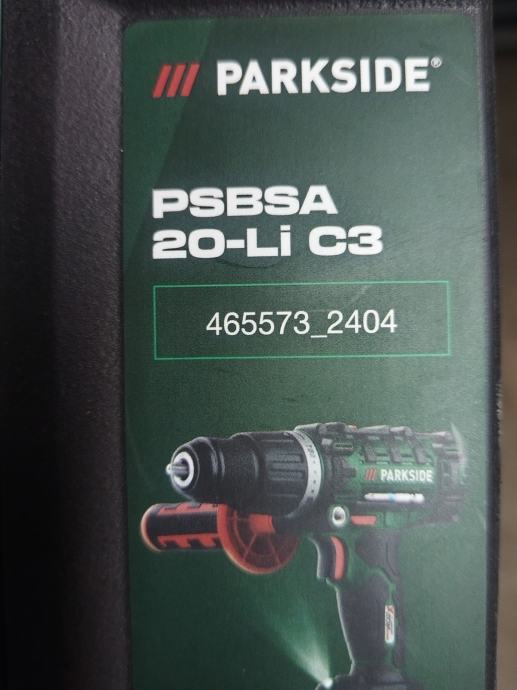 /// PARKSIDE®
PSBSA
20-Li C3
465573_2404
/// PARKSIDE